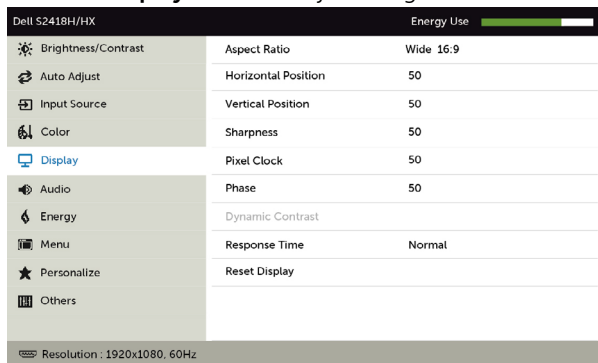 Dell S2418H/HX Energy Use
Brightness/Contrast
Auto Adjust
Input Source
Color
Display
Audio
Energy
Menu
Personalize
Others
Aspect Ratio Wide 16:9
Horizontal Position 50
Vertical Position 50
Sharpness 50
Pixel Clock 50
Phase 50
Dynamic Contrast
Response Time Normal
Reset Display
Resolution : 1920x1080, 60Hz